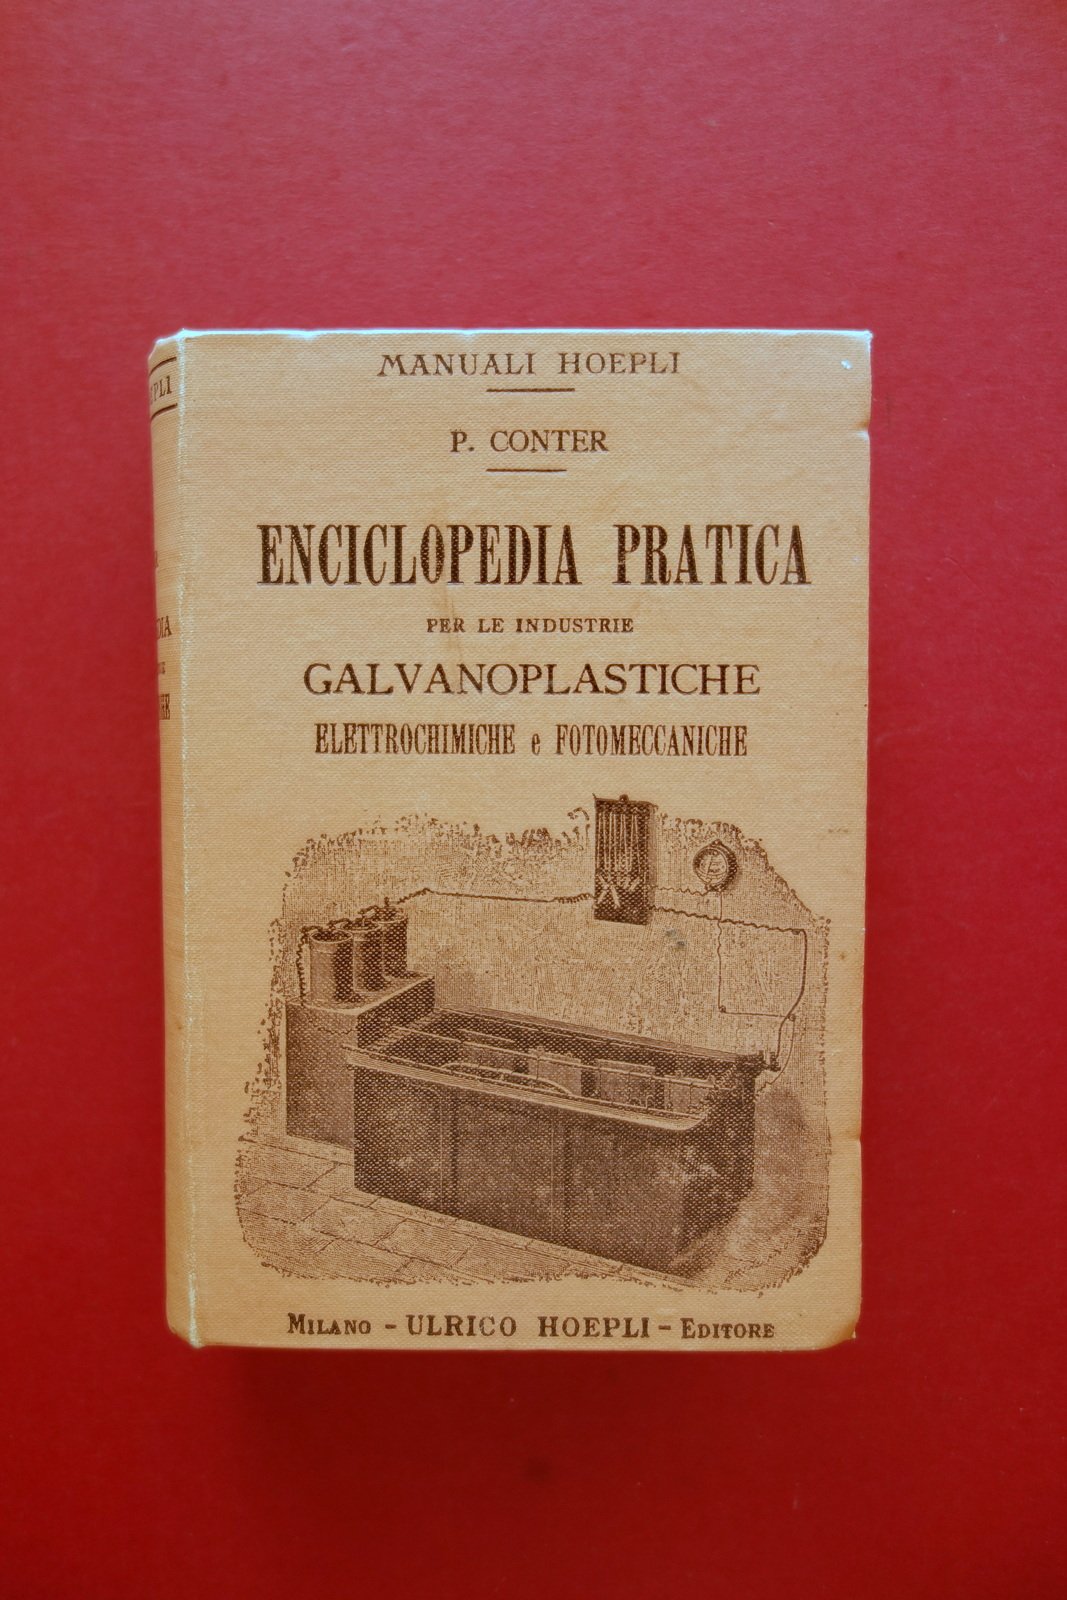 MANUALI HOEPLI
P. CONTER
ENCICLOPEDIA PRATICA
PER LE INDUSTRIE
GALVANOPLASTICHE
ELETTROCHIMICHE e FOTOMECCANICHE
MILANO - ULRICO HOEPLI - EDITORE